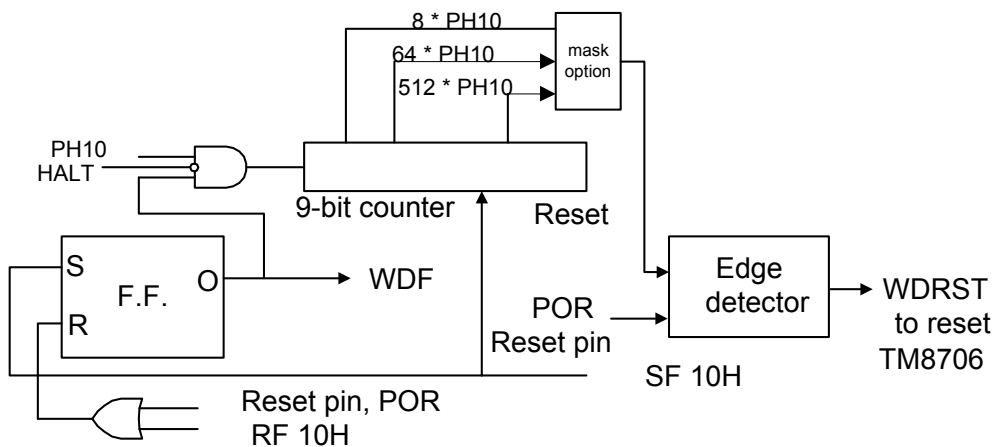 8 * PH10
64 * PH10
512 * PH10
mask
option
PH10
HALT
9-bit counter
Reset
S
F.F.
O
R
WDF
POR
Reset pin
Edge
detector
WDRST
to reset
TM8706
SF 10H
Reset pin, POR
RF 10H